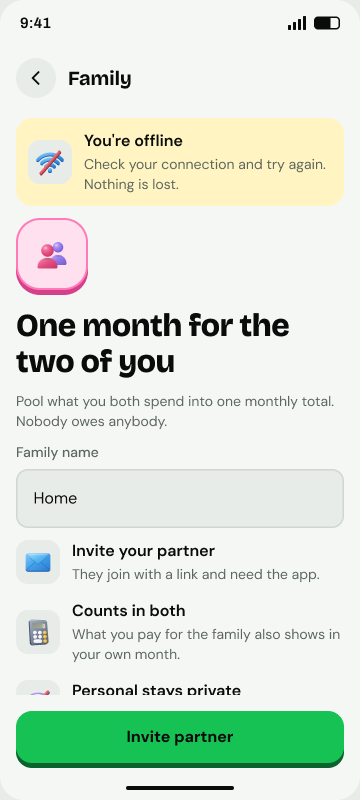 9:41
Family
You're offline
Check your connection and try again.
Nothing is lost.
One month for the
two of you
Pool what you both spend into one monthly total.
Nobody owes anybody.
Family name
Home
Invite your partner
They join with a link and need the app.
Counts in both
What you pay for the family also shows in
your own month.
Personal stays private
Invite partner